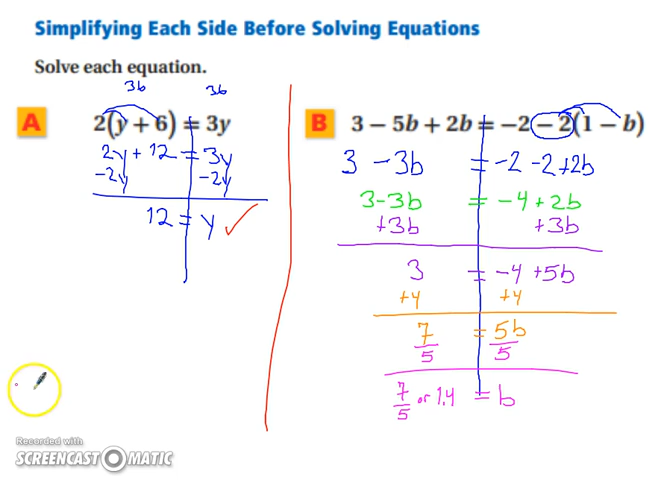 Simplifying Each Side Before Solving Equations
Solve each equation.
36 36
A 2(y + 6) = 3y
2y + 12 = 3y
-2y -2y
12 = y ✓
B 3 − 5b + 2b = −2 − 2(1 − b)
3 - 3b = -2 -2 +2b
3-3b = -4 + 2b
+3b +3b
3 = -4 +5b
+4 +4
7/5 = 5b/5
7/5 or 1.4 = b
Recorded with
SCREENCAST-O-MATIC